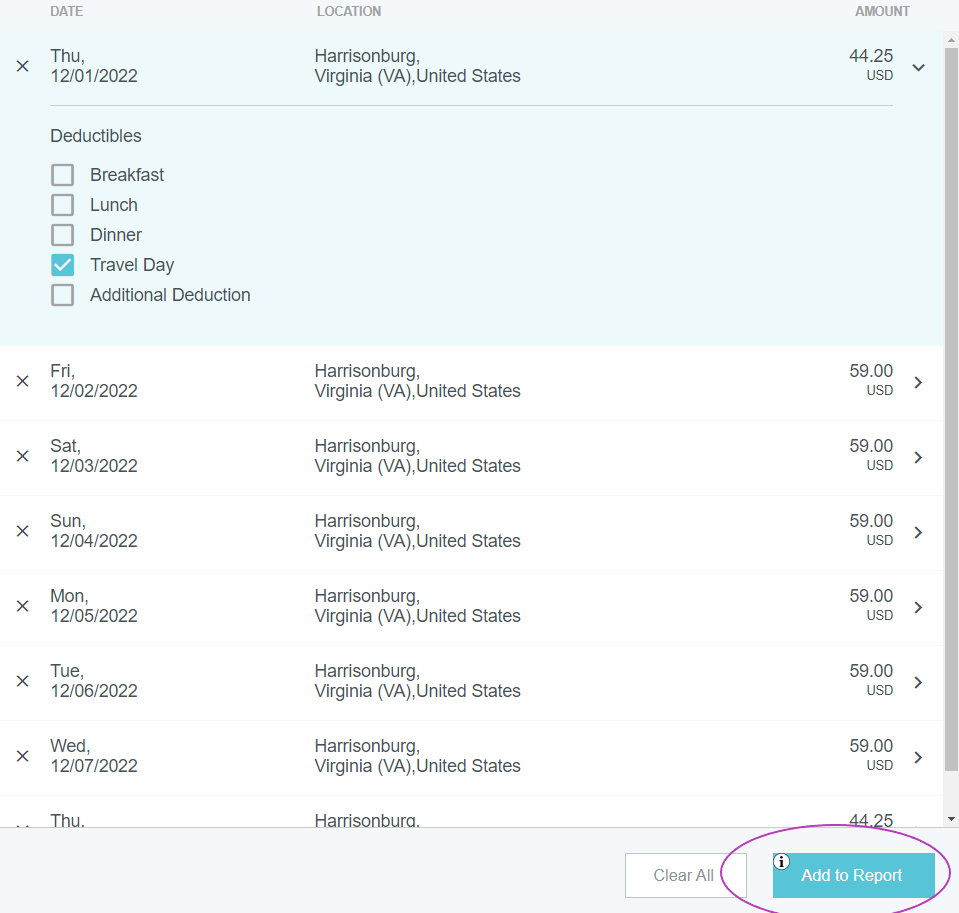 DATE LOCATION AMOUNT
Thu, Harrisonburg, 44.25
12/01/2022 Virginia (VA),United States USD
Deductibles
Breakfast
Lunch
Dinner
Travel Day
Additional Deduction
Fri, Harrisonburg, 59.00
12/02/2022 Virginia (VA),United States USD
Sat, Harrisonburg, 59.00
12/03/2022 Virginia (VA),United States USD
Sun, Harrisonburg, 59.00
12/04/2022 Virginia (VA),United States USD
Mon, Harrisonburg, 59.00
12/05/2022 Virginia (VA),United States USD
Tue, Harrisonburg, 59.00
12/06/2022 Virginia (VA),United States USD
Wed, Harrisonburg, 59.00
12/07/2022 Virginia (VA),United States USD
Thu, Harrisonburg, 44.25
Clear All i Add to Report